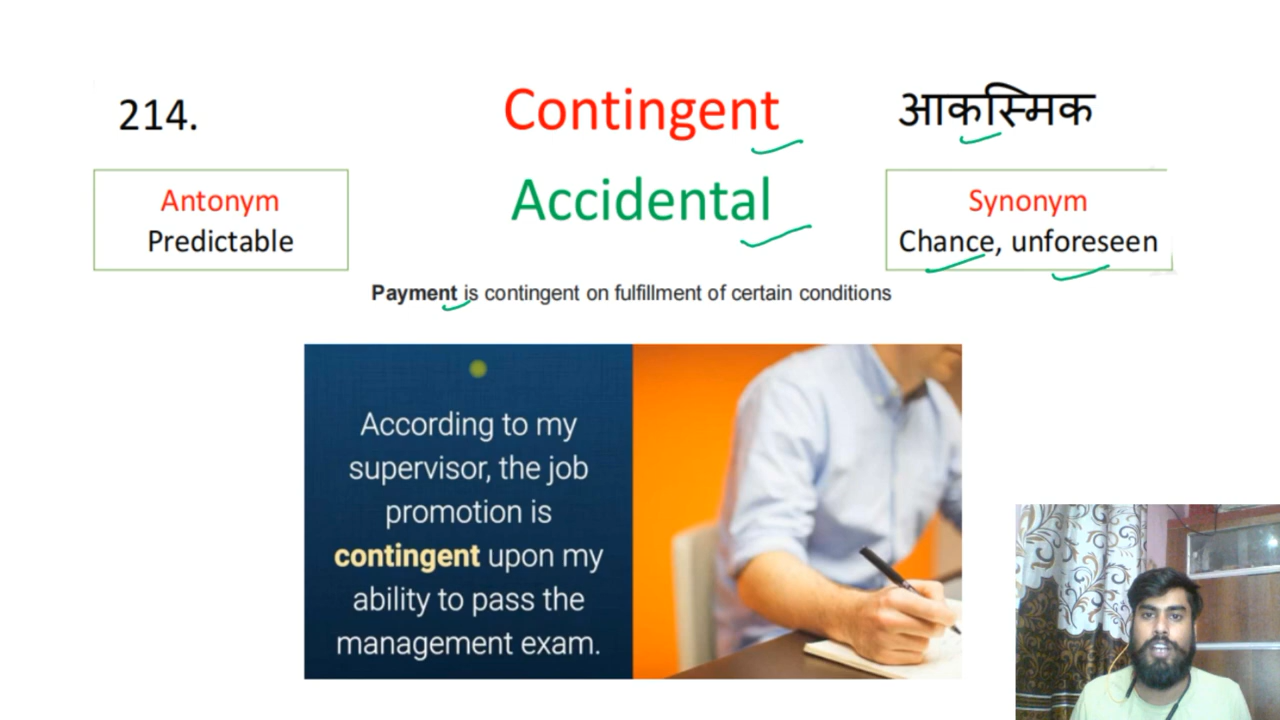 214.
Contingent
आकस्मिक
Antonym
Predictable
Accidental
Synonym
Chance, unforeseen
Payment is contingent on fulfillment of certain conditions
According to my
supervisor, the job
promotion is
contingent upon my
ability to pass the
management exam.